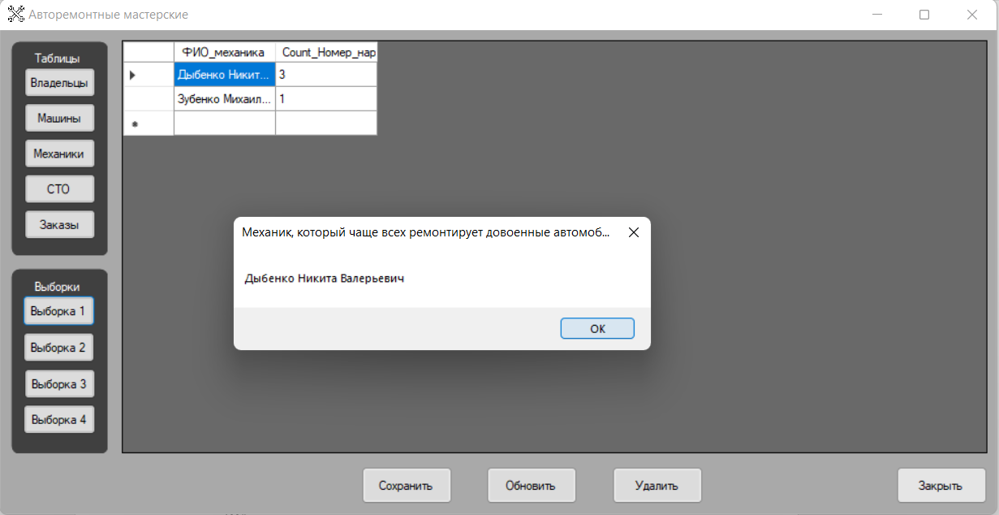 Авторемонтные мастерские
Таблицы
Владельцы
Машины
Механики
СТО
Заказы
Выборки
Выборка 1
Выборка 2
Выборка 3
Выборка 4
ФИО_механика Count_Номер_нар
Дыбенко Никит... 3
Зубенко Михаил... 1
Механик, который чаще всех ремонтирует довоенные автомоб...
Дыбенко Никита Валерьевич
OK
Сохранить
Обновить
Удалить
Закрыть